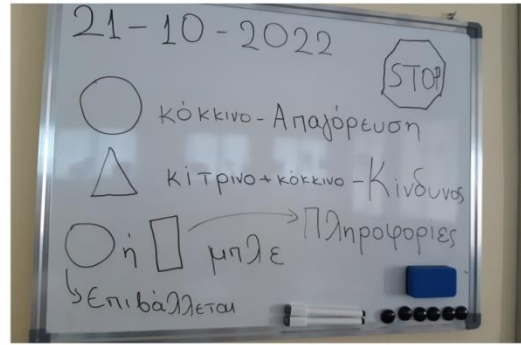 21-10-2022
STOP
κόκκινο - Απαγόρευση
κίτρινο + κόκκινο - Κίνδυνος
ή μπλε Πληροφορίες
Επιβάλλεται